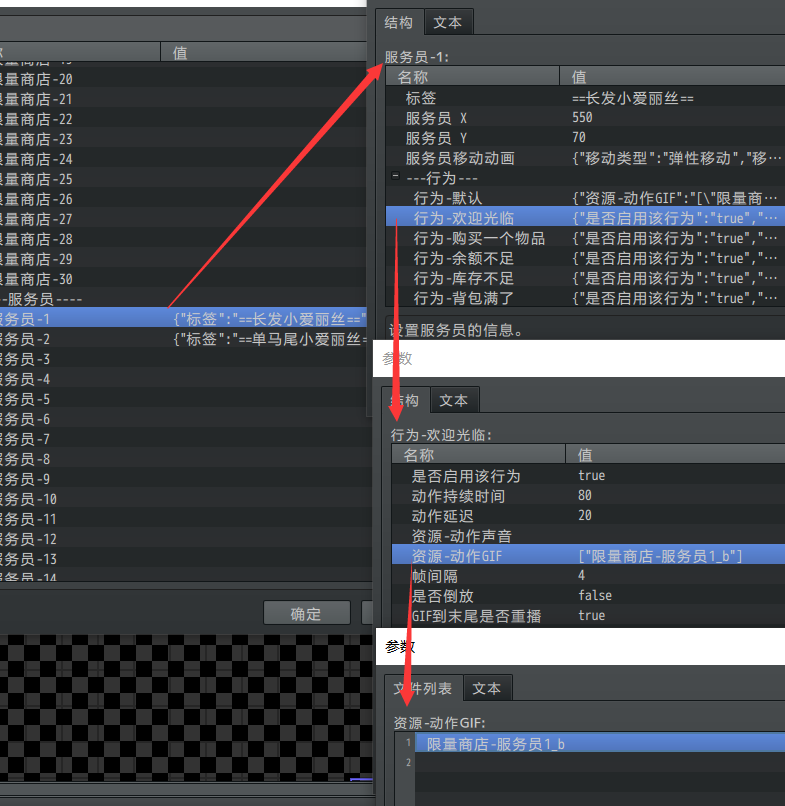 值
限量商店-20
限量商店-21
限量商店-22
限量商店-23
限量商店-24
限量商店-25
限量商店-26
限量商店-27
限量商店-28
限量商店-29
限量商店-30
--服务员----
服务员-1 {"标签":"==长发小爱丽丝=="
服务员-2 {"标签":"==单马尾小爱丽丝=
服务员-3
服务员-4
服务员-5
服务员-6
服务员-7
服务员-8
服务员-9
服务员-10
服务员-11
服务员-12
服务员-13
服务员-14
确定
结构 文本
服务员-1:
名称 值
标签 ==长发小爱丽丝==
服务员 X 550
服务员 Y 70
服务员移动动画 {"移动类型":"弹性移动","移…
---行为---
行为-默认 {"资源-动作GIF":"[\"限量商…
行为-欢迎光临 {"是否启用该行为":"true","…
行为-购买一个物品 {"是否启用该行为":"true","…
行为-余额不足 {"是否启用该行为":"true","…
行为-库存不足 {"是否启用该行为":"true","…
行为-背包满了 {"是否启用该行为":"true","…
设置服务员的信息。
参数
结构 文本
行为-欢迎光临:
名称 值
是否启用该行为 true
动作持续时间 80
动作延迟 20
资源-动作声音
资源-动作GIF ["限量商店-服务员1_b"]
帧间隔 4
是否倒放 false
GIF到末尾是否重播 true
参数
文件列表 文本
资源-动作GIF:
1 限量商店-服务员1_b
2